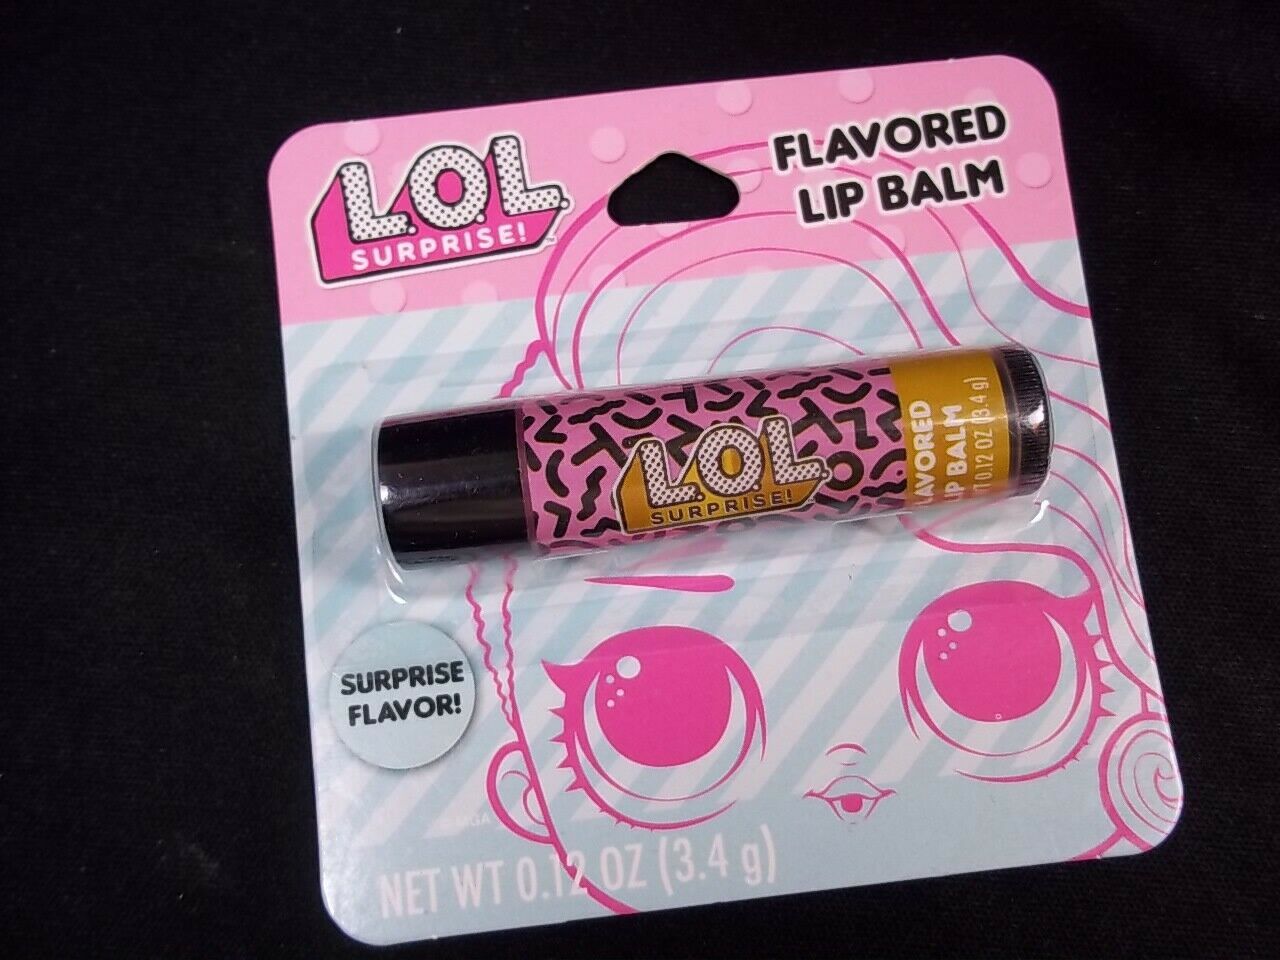 L.O.L.
SURPRISE!™
FLAVORED
LIP BALM
L.O.L.
SURPRISE!
LAVORED
LIP BALM
0.12 OZ (3.4 g)
SURPRISE
FLAVOR!
NET WT 0.12 OZ (3.4 g)